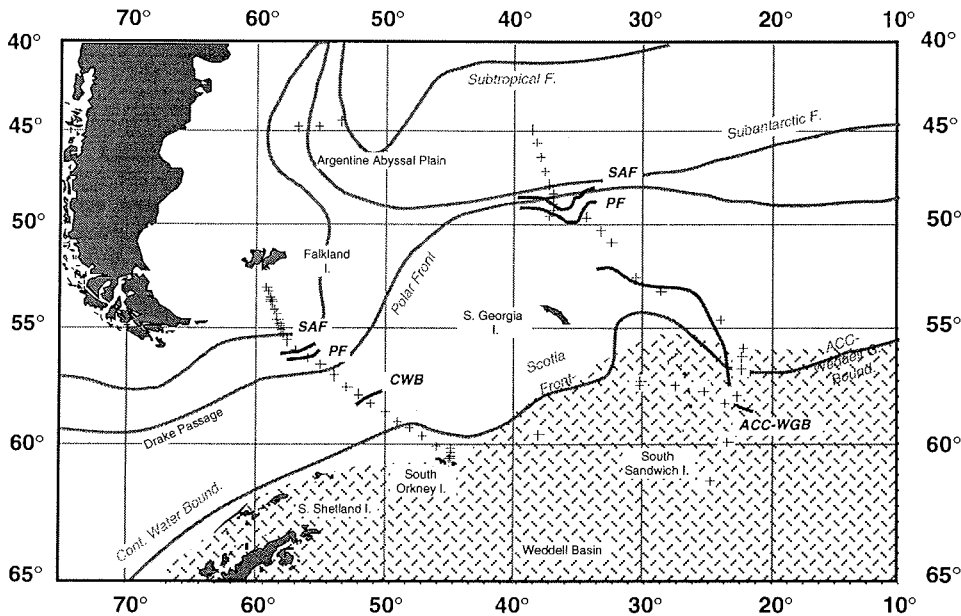 70° 60° 50° 40° 30° 20° 10°
40° 40°
Subtropical F.
45° 45°
Subantarctic F.
Argentine Abyssal Plain
SAF
PF
50° 50°
Falkland
I.
Polar Front
S. Georgia
I.
55° 55°
SAF
PF
Scotia
Front
ACC-
Weddell G.
Bound.
CWB
ACC-WGB
Drake Passage
60° 60°
South
Orkney I.
South
Sandwich I.
Cont. Water Bound.
S. Shetland I.
Weddell Basin
65° 65°
70° 60° 50° 40° 30° 20° 10°